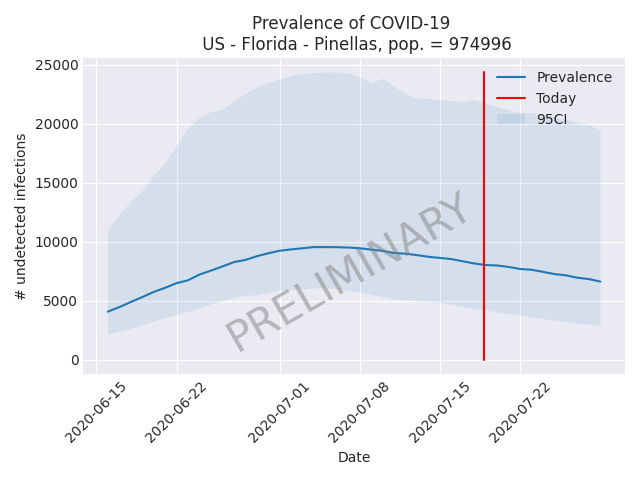 Prevalence of COVID-19
US - Florida - Pinellas, pop. = 974996
25000
20000
15000
10000
5000
0
# undetected infections
Prevalence
Today
95CI
PRELIMINARY
2020-06-15
2020-06-22
2020-07-01
2020-07-08
2020-07-15
2020-07-22
Date